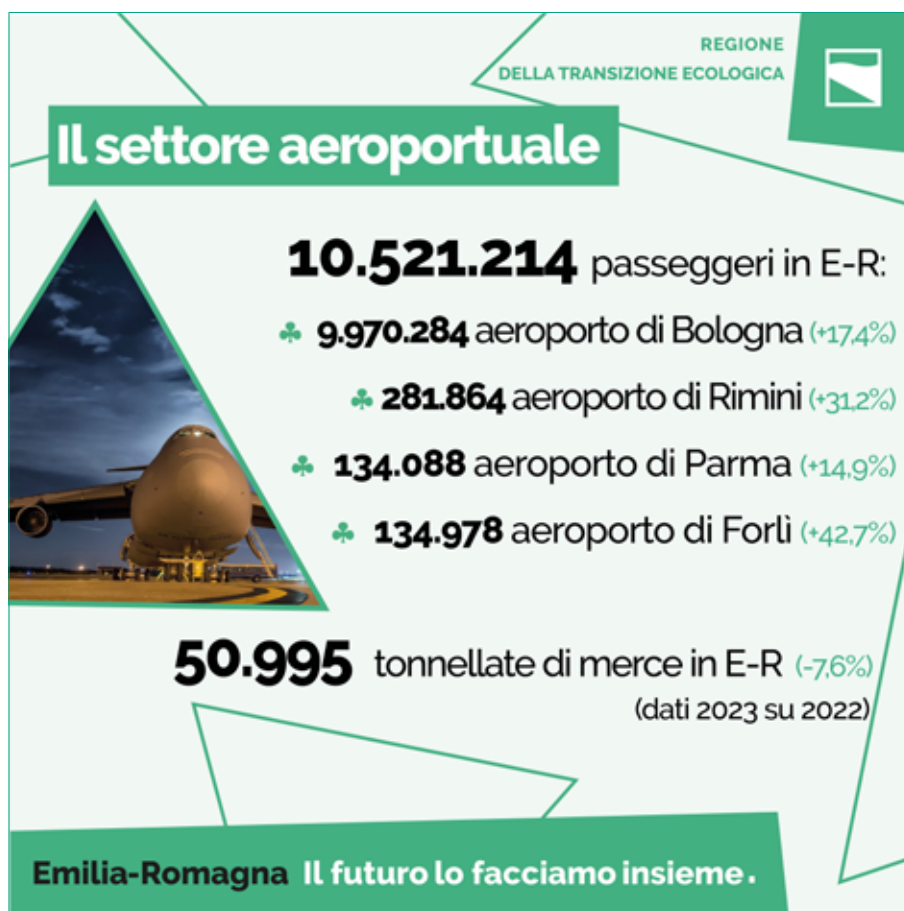 REGIONE
DELLA TRANSIZIONE ECOLOGICA
Il settore aeroportuale
10.521.214 passeggeri in E-R:
♣ 9.970.284 aeroporto di Bologna (+17,4%)
♣ 281.864 aeroporto di Rimini (+31,2%)
♣ 134.088 aeroporto di Parma (+14,9%)
♣ 134.978 aeroporto di Forlì (+42,7%)
50.995 tonnellate di merce in E-R (-7,6%)
(dati 2023 su 2022)
Emilia-Romagna Il futuro lo facciamo insieme.